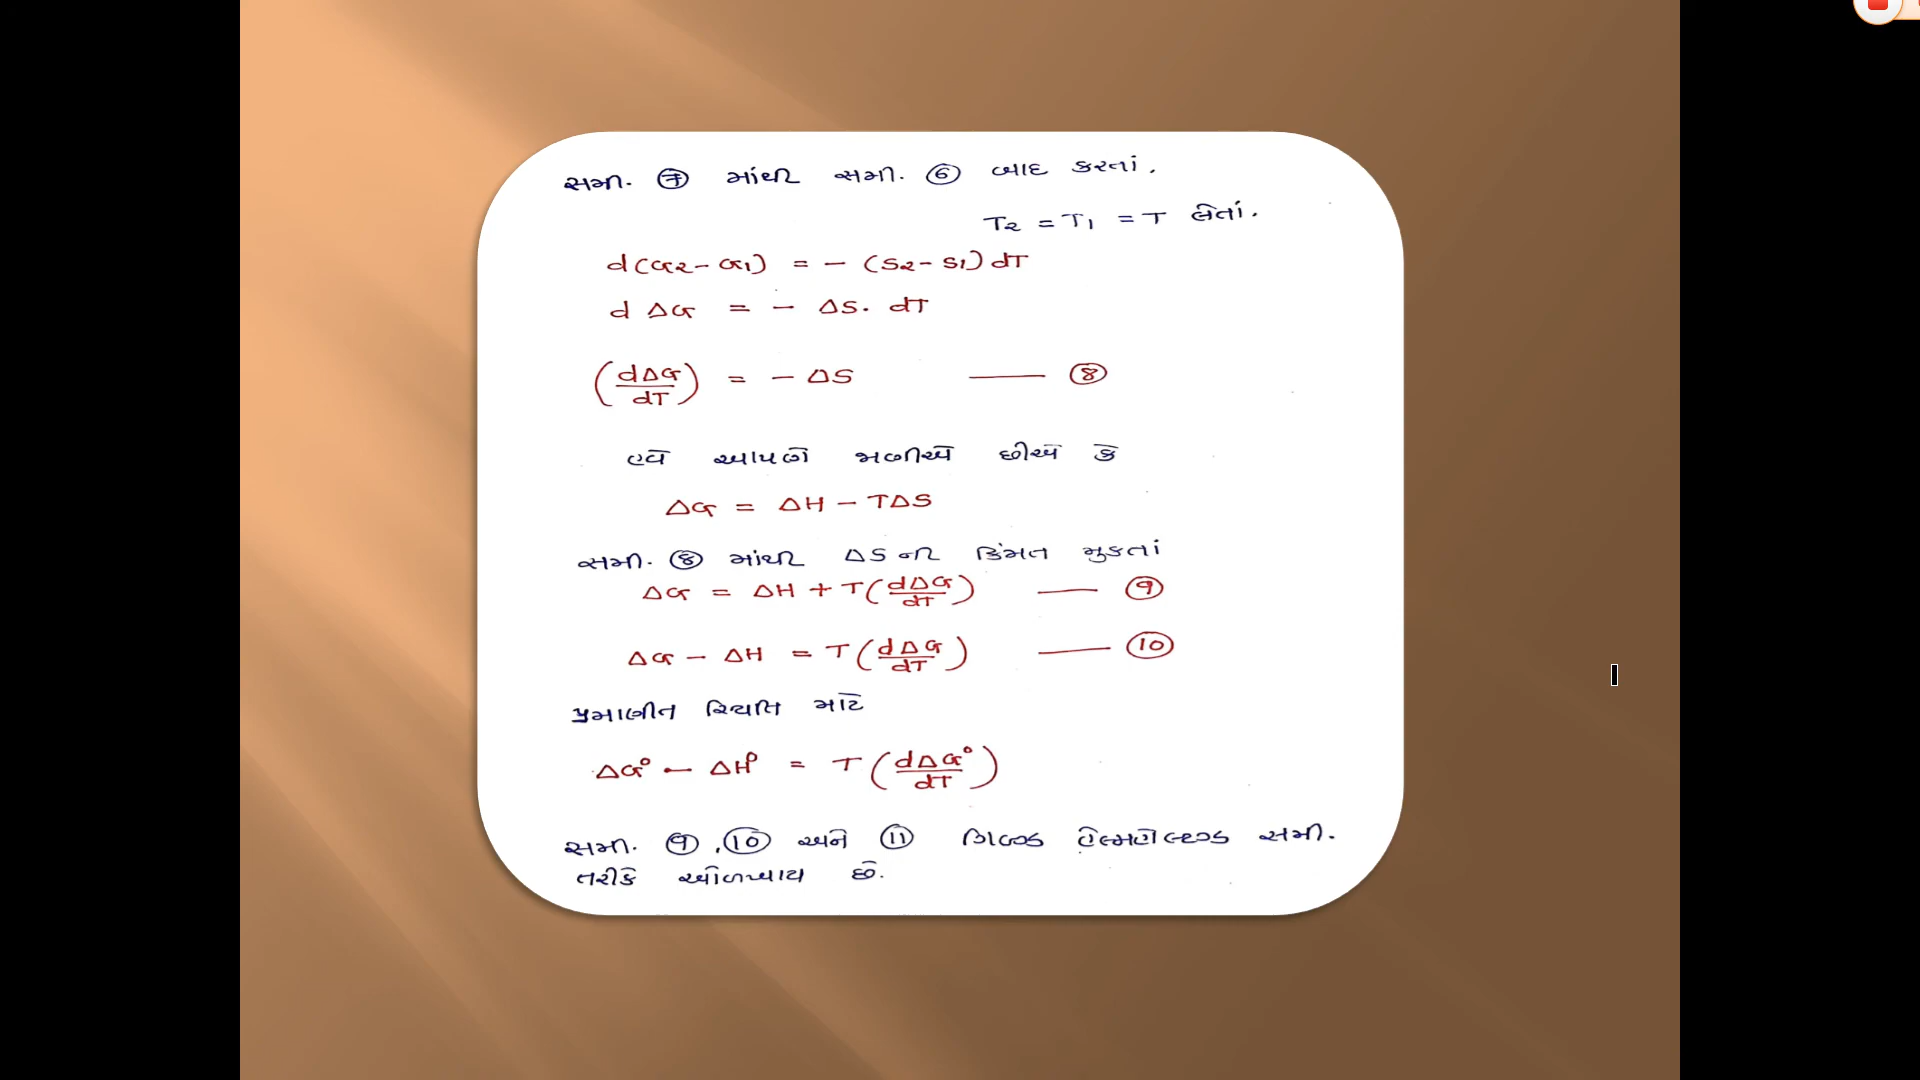 સમી. ⑦ માંથી સમી. ⑥ બાદ કરતાં.
T2 = T1 = T લેતાં.
d(G2 - G1) = - (S2 - S1) dT
d ΔG = - ΔS. dT
(dΔG/dT) = - ΔS —— ⑧
હવે આપણે જાણીએ છીએ કે
ΔG = ΔH - TΔS
સમી. ⑧ માંથી ΔS ની કિંમત મુકતાં
ΔG = ΔH + T(dΔG/dT) —— ⑨
ΔG - ΔH = T(dΔG/dT) —— ⑩
પ્રમાણીત સ્થિતિ માટે
ΔG° - ΔH° = T(dΔG°/dT)
સમી. ⑨, ⑩ અને ⑪ ગિબ્ઝ હેલ્મહોલ્ટઝ સમી.
તરીકે ઓળખાય છે.